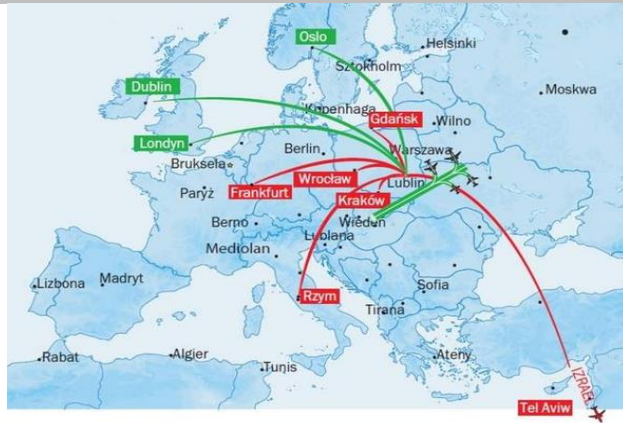 Oslo
Helsinki
Sztokholm
Dublin
Moskwa
Kopenhaga
Gdańsk
Wilno
Londyn
Berlin
Warszawa
Bruksela
Wrocław
Lublin
Frankfurt
Kraków
Paryż
Wiedeń
Berno
Lublana
Mediolan
Lizbona
Madryt
Rzym
Sofia
Tirana
Rabat
Algier
Tunis
Ateny
IZRAEL
Tel Aviw